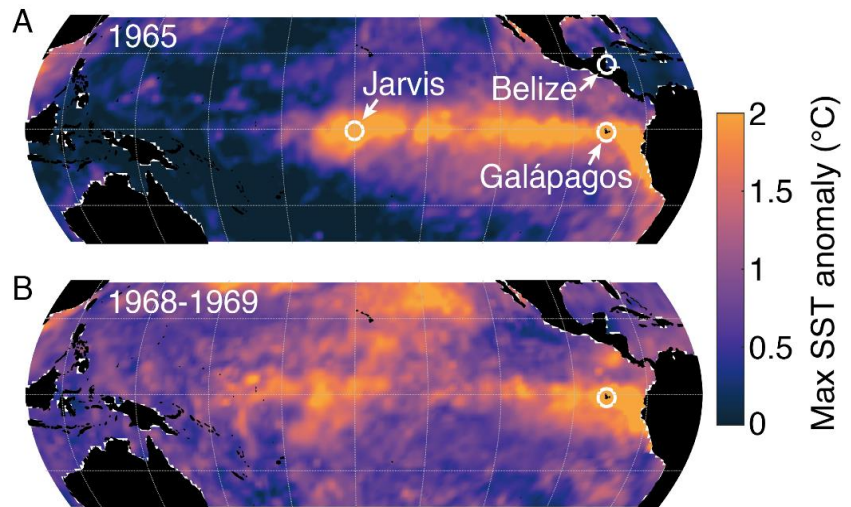 A
1965
Jarvis
Belize
Galápagos
B
1968-1969
2
1.5
1
0.5
0
Max SST anomaly (°C)